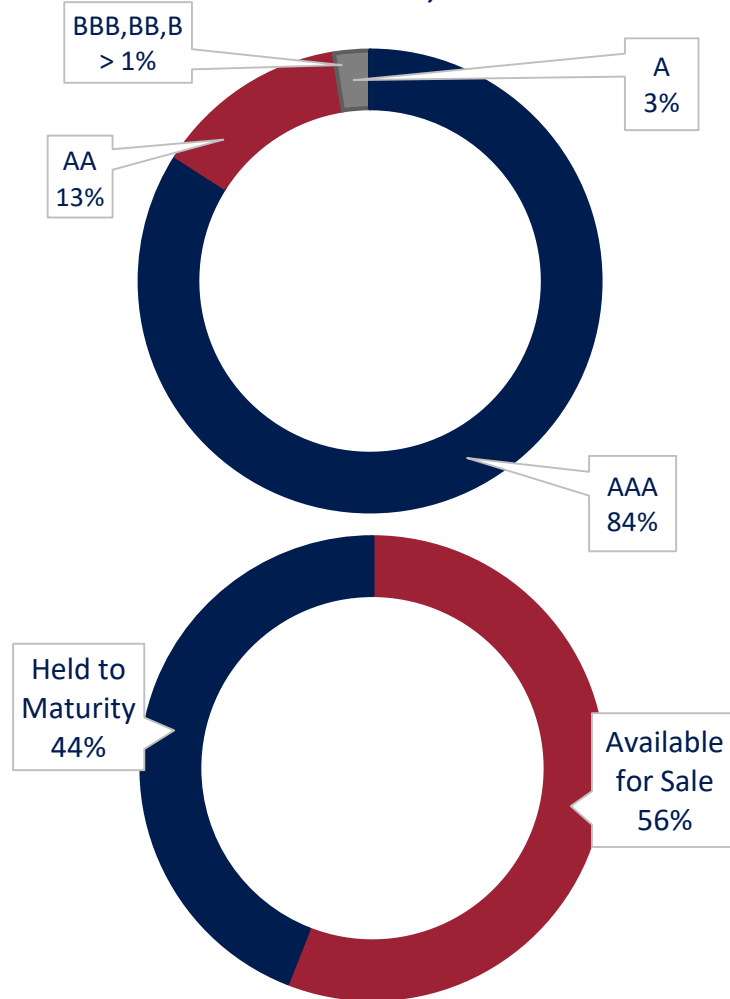 BBB,BB,B
> 1%
A
3%
AA
13%
AAA
84%
Held to
Maturity
44%
Available
for Sale
56%